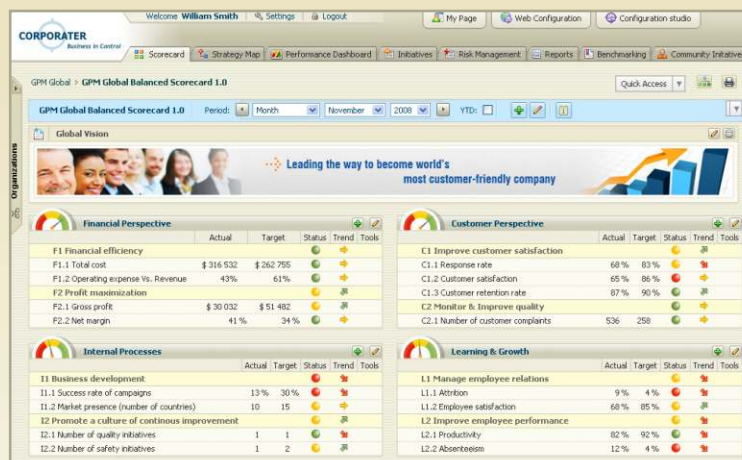 Welcome William Smith Settings Logout My Page Web Configuration Configuration studio
CORPORATER
Business in Control
Scorecard Strategy Map Performance Dashboard Initiatives Risk Management Reports Benchmarking Community Initative
GPM Global > GPM Global Balanced Scorecard 1.0 Quick Access
GPM Global Balanced Scorecard 1.0 Period: Month November 2008 YTD:
Organizations
Global Vision
Leading the way to become world's
most customer-friendly company
Financial Perspective
Actual Target Status Trend Tools
F1 Financial efficiency
F1.1 Total cost $ 316 532 $ 262 755
F1.2 Operating expense Vs. Revenue 43% 61%
F2 Profit maximization
F2.1 Gross profit $ 30 032 $ 51 482
F2.2 Net margin 41 % 34 %
Customer Perspective
Actual Target Status Trend Tools
C1 Improve customer satisfaction
C1.1 Response rate 68 % 83 %
C1.2 Customer satisfaction 65 % 86 %
C1.3 Customer retention rate 87 % 90 %
C2 Monitor & Improve quality
C2.1 Number of customer complaints 536 258
Internal Processes
Actual Target Status Trend Tools
I1 Business development
I1.1 Success rate of campaigns 13 % 30 %
I1.2 Market presence (number of countries) 10 15
I2 Promote a culture of continous improvement
I2.1 Number of quality initiatives 1 1
I2.2 Number of safety initiatives 1 2
Learning & Growth
Actual Target Status Trend Tools
L1 Manage employee relations
L1.1 Attrition 9 % 4 %
L1.2 Employee satisfaction 68 % 85 %
L2 Improve employee performance
L2.1 Productivity 82 % 92 %
L2.2 Absenteeism 12 % 4 %